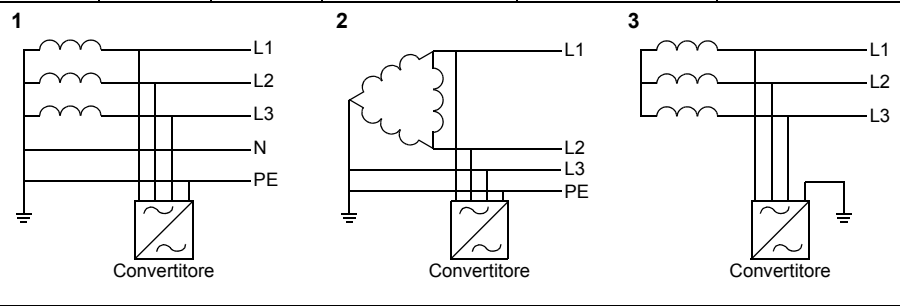 1
L1
L2
L3
N
PE
Convertitore
2
L1
L2
L3
PE
Convertitore
3
L1
L2
L3
Convertitore